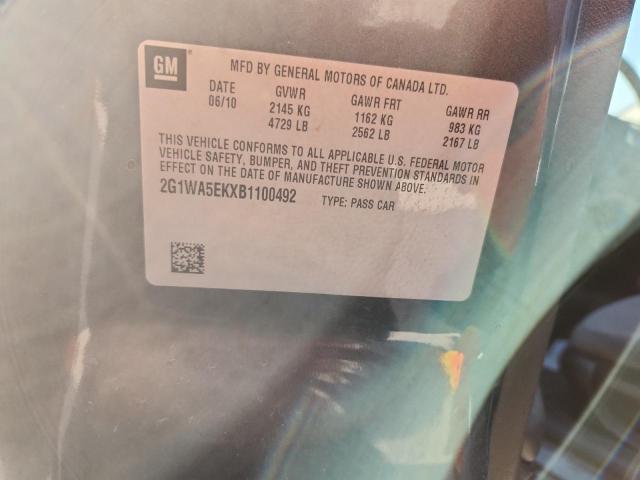 GM
MFD BY GENERAL MOTORS OF CANADA LTD.
DATE GVWR GAWR FRT GAWR RR
06/10 2145 KG 1162 KG 983 KG
4729 LB 2562 LB 2167 LB
THIS VEHICLE CONFORMS TO ALL APPLICABLE U.S. FEDERAL MOTOR
VEHICLE SAFETY, BUMPER, AND THEFT PREVENTION STANDARDS IN
EFFECT ON THE DATE OF MANUFACTURE SHOWN ABOVE.
2G1WA5EKXB1100492 TYPE: PASS CAR